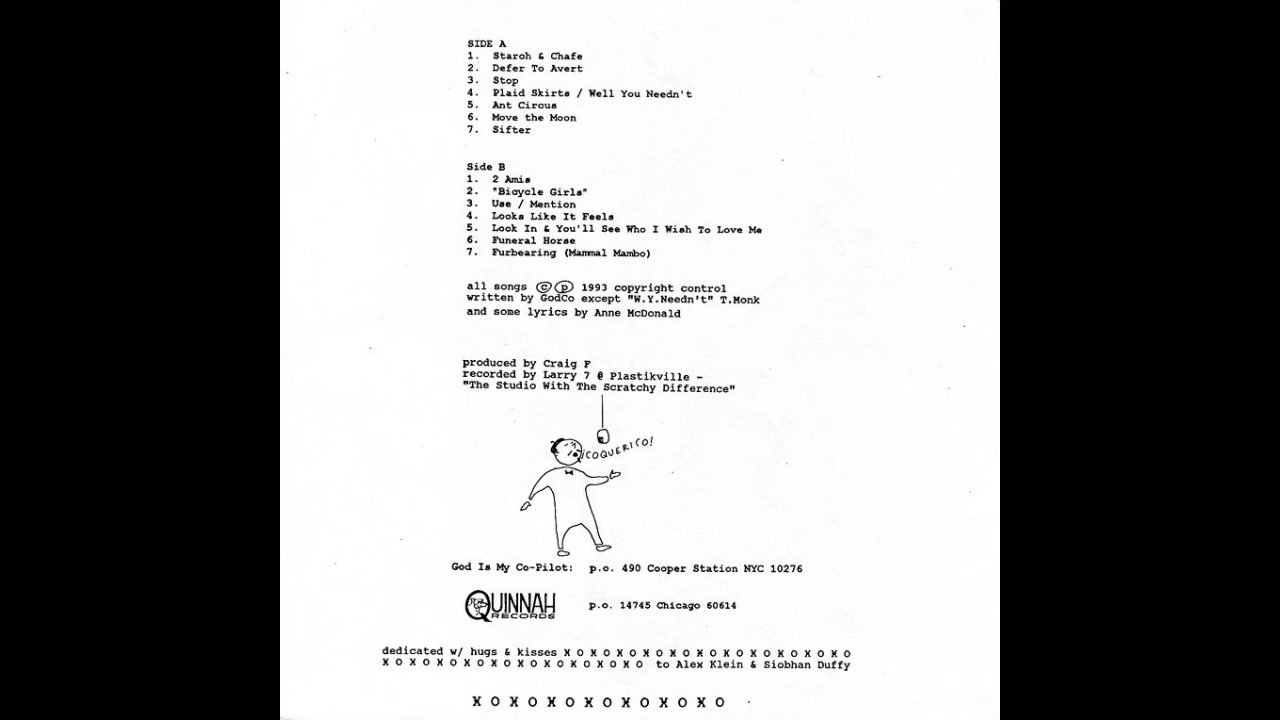 SIDE A
1. Starch & Chafe
2. Defer To Avert
3. Stop
4. Plaid Skirts / Well You Needn't
5. Ant Circus
6. Move the Moon
7. Sifter
Side B
1. 2 Amis
2. "Bicycle Girls"
3. Use / Mention
4. Looks Like It Feels
5. Look In & You'll See Who I Wish To Love Me
6. Funeral Horse
7. Furbearing (Mammal Mambo)
all songs © ℗ 1993 copyright control
written by GodCo except "W.Y.Needn't" T.Monk
and some lyrics by Anne McDonald
produced by Craig F
recorded by Larry 7 @ Plastikville -
"The Studio With The Scratchy Difference"
¡COQUERICO!
God Is My Co-Pilot: p.o. 490 Cooper Station NYC 10276
QUINNAH RECORDS p.o. 14745 Chicago 60614
dedicated w/ hugs & kisses X O X O X O X O X O X O X O X O X O X O X O
X O X O X O X O X O X O X O X O X O X O to Alex Klein & Siobhan Duffy
X O X O X O X O X O X O X O